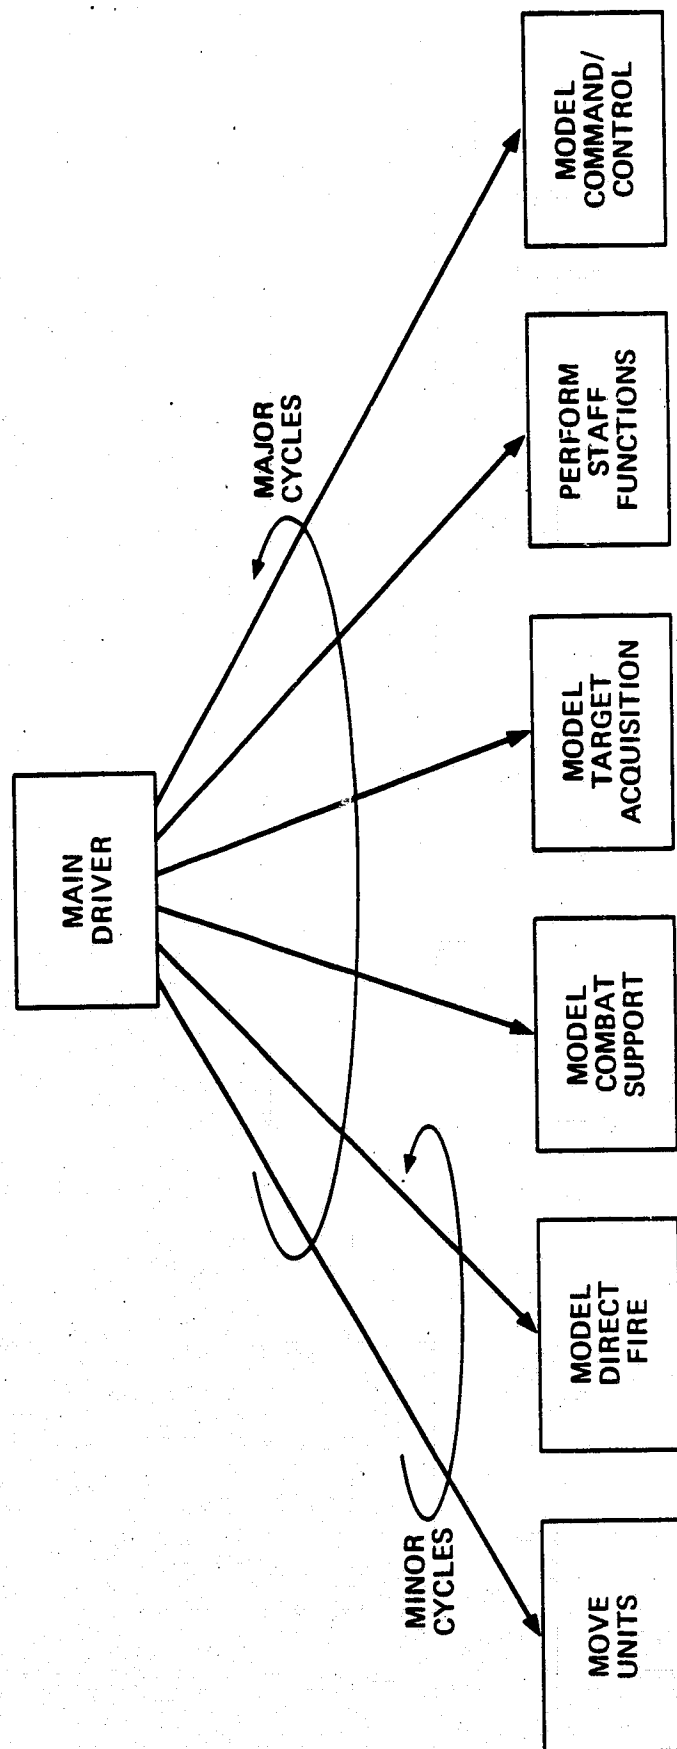 MAIN
DRIVER
MAJOR
CYCLES
MINOR
CYCLES
MOVE
UNITS
MODEL
DIRECT
FIRE
MODEL
COMBAT
SUPPORT
MODEL
TARGET
ACQUISITION
PERFORM
STAFF
FUNCTIONS
MODEL
COMMAND/
CONTROL